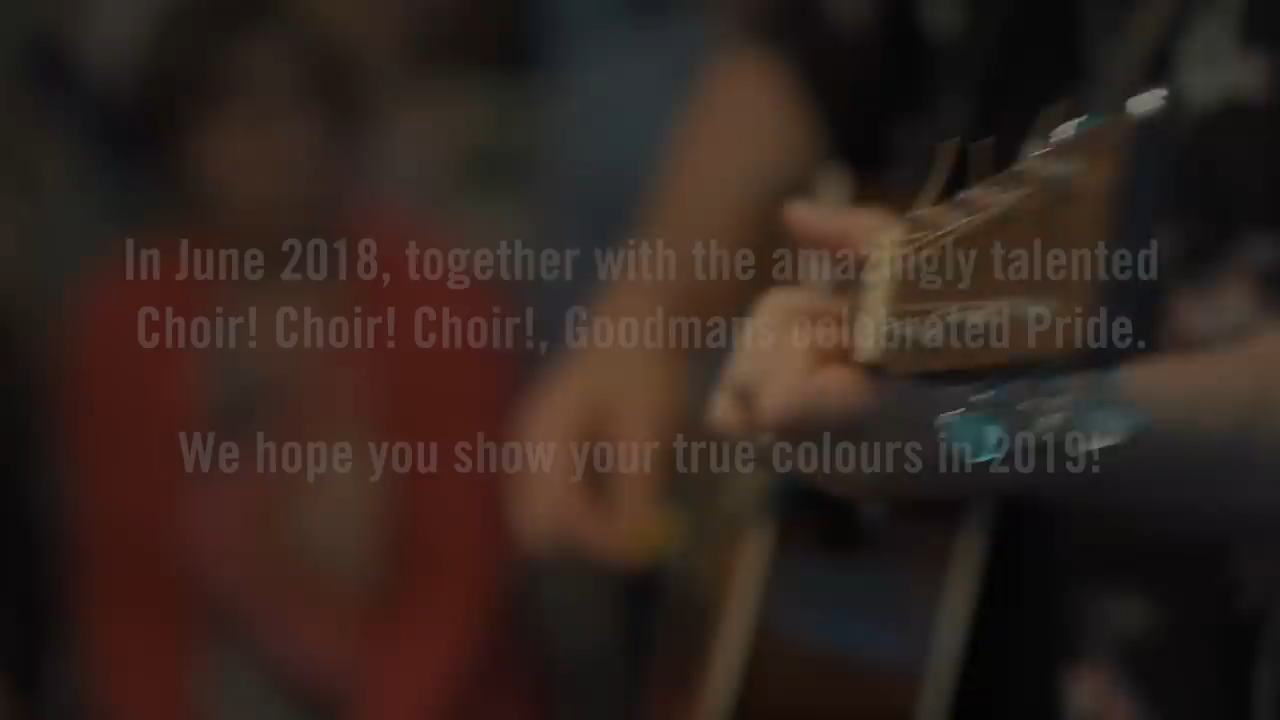 In June 2018, together with the amazingly talented
Choir! Choir! Choir!, Goodmans celebrated Pride.
We hope you show your true colours in 2019!